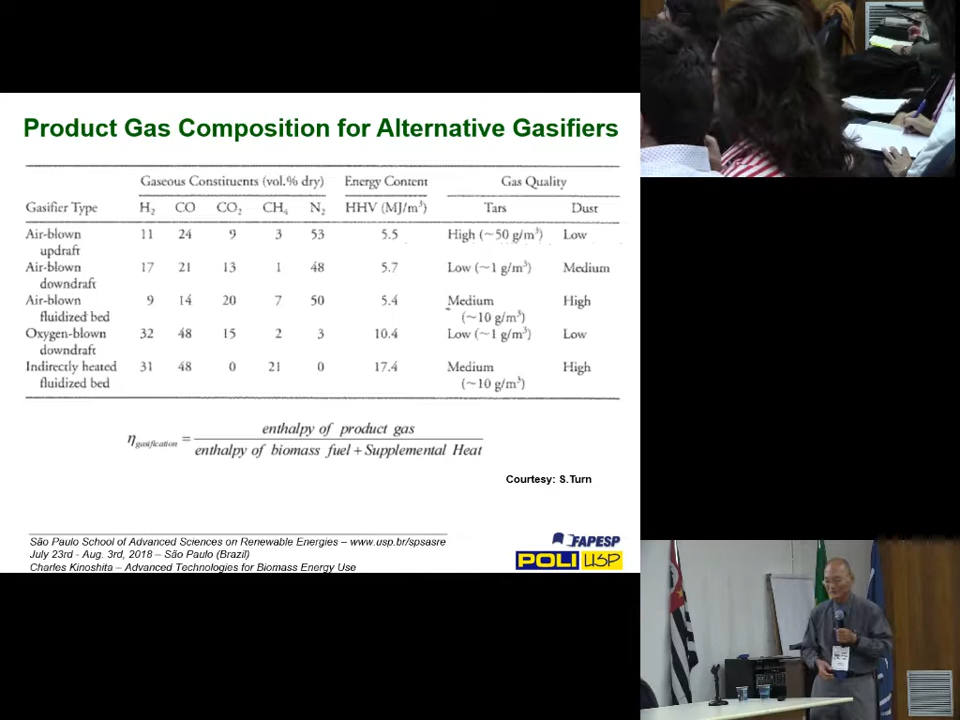 Product Gas Composition for Alternative Gasifiers
Gaseous Constituents (vol.% dry) Energy Content Gas Quality
Gasifier Type H₂ CO CO₂ CH₄ N₂ HHV (MJ/m³) Tars Dust
Air-blown 11 24 9 3 53 5.5 High (~50 g/m³) Low
updraft
Air-blown 17 21 13 1 48 5.7 Low (~1 g/m³) Medium
downdraft
Air-blown 9 14 20 7 50 5.4 Medium High
fluidized bed (~10 g/m³)
Oxygen-blown 32 48 15 2 3 10.4 Low (~1 g/m³) Low
downdraft
Indirectly heated 31 48 0 21 0 17.4 Medium High
fluidized bed (~10 g/m³)
η gasification = enthalpy of product gas
enthalpy of biomass fuel + Supplemental Heat
Courtesy: S.Turn
São Paulo School of Advanced Sciences on Renewable Energies – www.usp.br/spsasre
July 23rd - Aug. 3rd, 2018 – São Paulo (Brazil)
Charles Kinoshita – Advanced Technologies for Biomass Energy Use
FAPESP
POLI USP